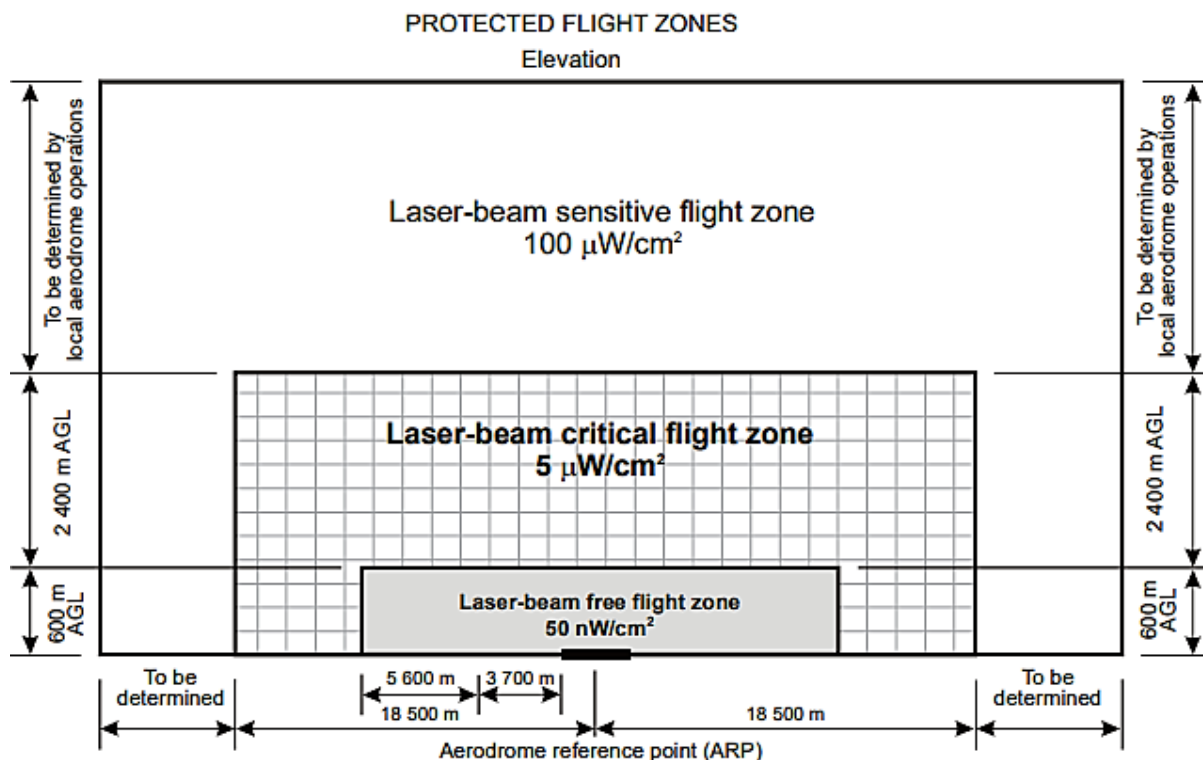 PROTECTED FLIGHT ZONES
Elevation
To be determined by
local aerodrome operations
Laser-beam sensitive flight zone
100 μW/cm²
To be determined by
local aerodrome operations
2 400 m AGL
Laser-beam critical flight zone
5 μW/cm²
2 400 m AGL
600 m
AGL
Laser-beam free flight zone
50 nW/cm²
600 m
AGL
To be
determined
5 600 m
3 700 m
To be
determined
18 500 m
18 500 m
Aerodrome reference point (ARP)